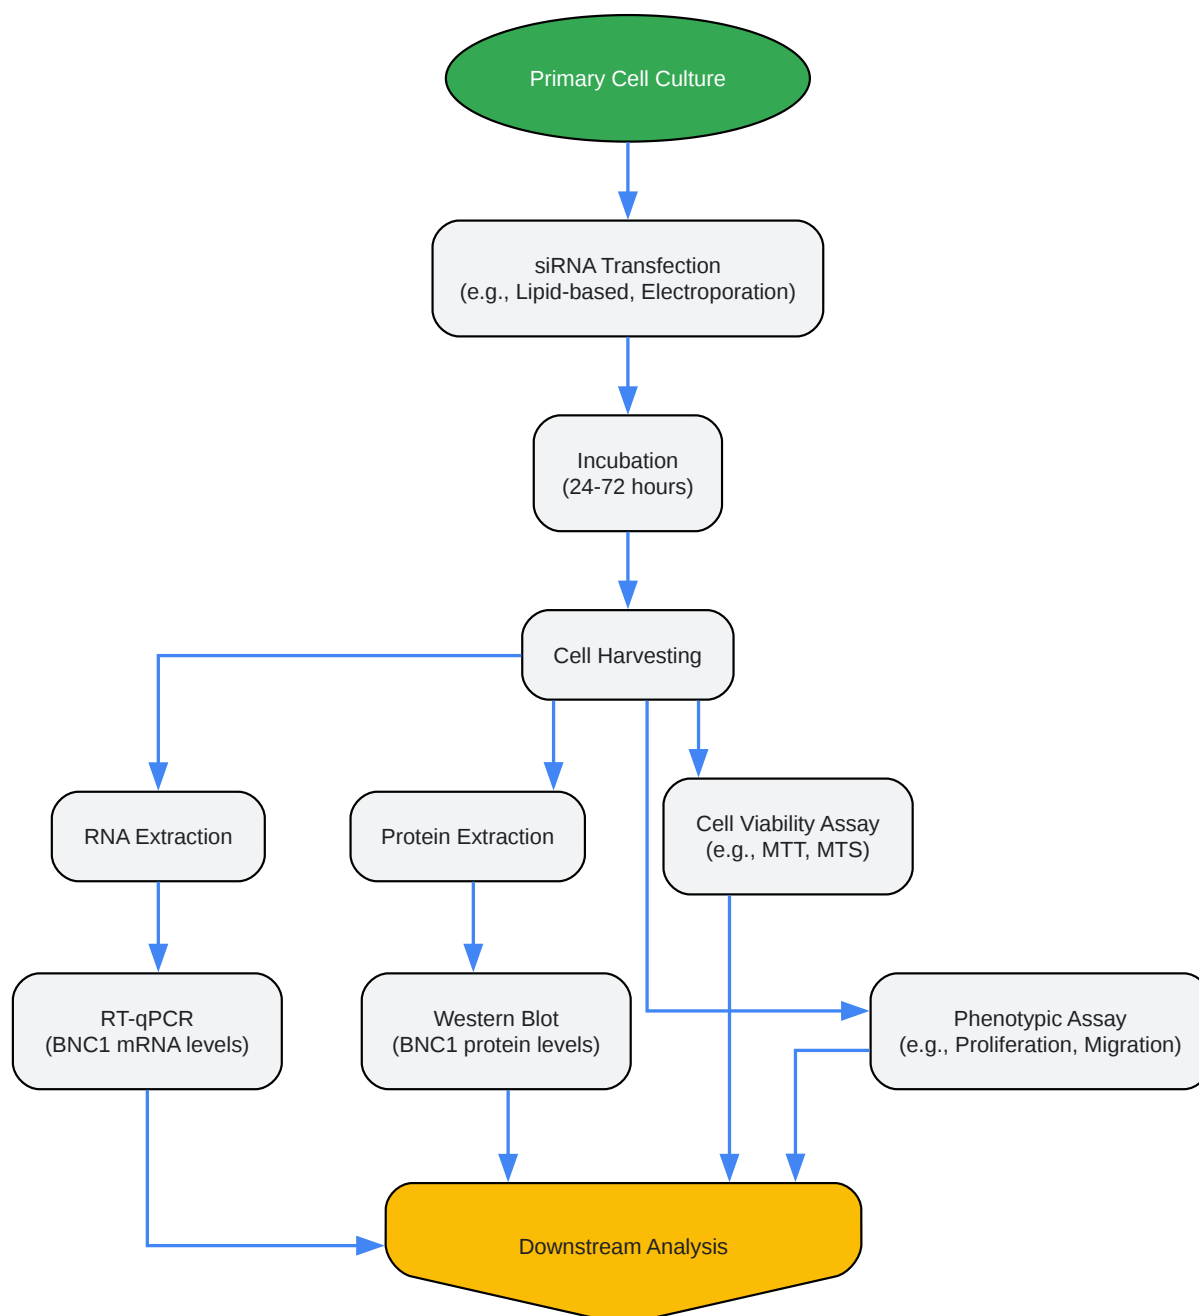 Primary Cell Culture
siRNA Transfection
(e.g., Lipid-based, Electroporation)
Incubation
(24-72 hours)
Cell Harvesting
RNA Extraction
Protein Extraction
Cell Viability Assay
(e.g., MTT, MTS)
RT-qPCR
(BNC1 mRNA levels)
Western Blot
(BNC1 protein levels)
Phenotypic Assay
(e.g., Proliferation, Migration)
Downstream Analysis